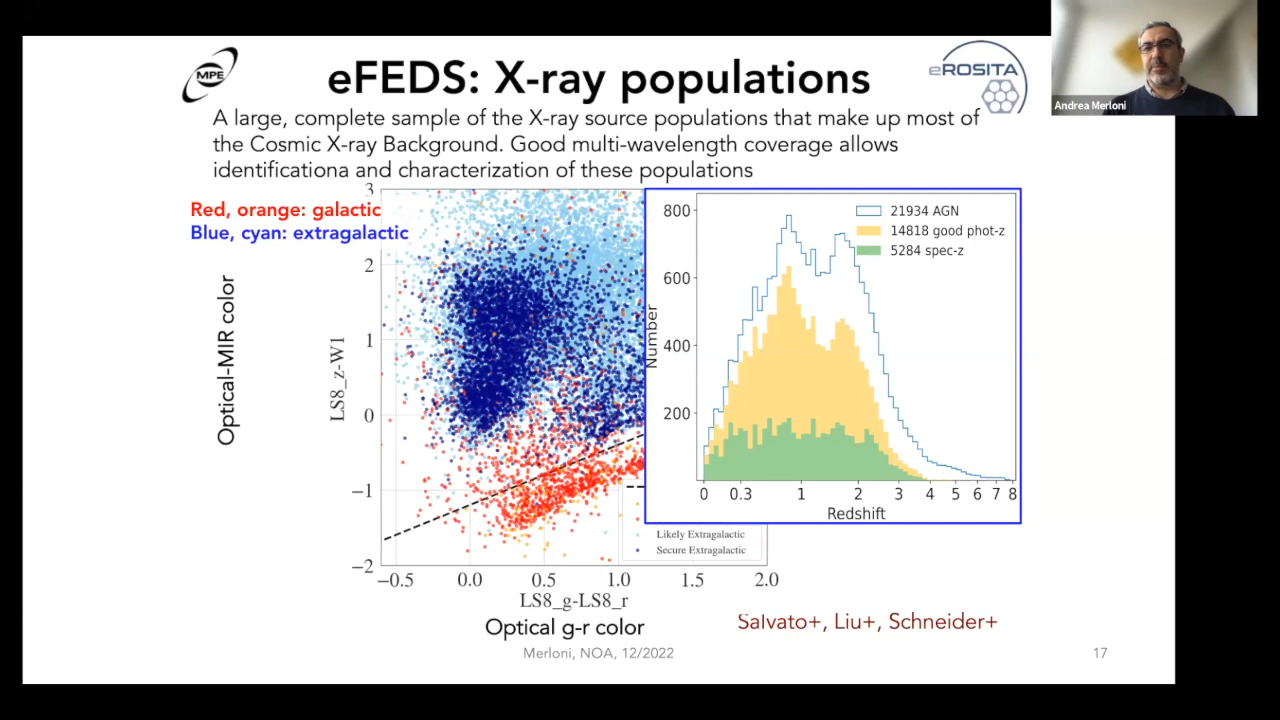 MPE
eFEDS: X-ray populations
eROSITA
Andrea Merloni
A large, complete sample of the X-ray source populations that make up most of
the Cosmic X-ray Background. Good multi-wavelength coverage allows
identificationa and characterization of these populations
Red, orange: galactic
Blue, cyan: extragalactic
Optical-MIR color
LS8_z-W1
3
2
1
0
−1
−2
−0.5 0.0 0.5 1.0 1.5 2.0
LS8_g-LS8_r
Optical g-r color
Likely Extragalactic
Secure Extragalactic
Number
800
600
400
200
21934 AGN
14818 good phot-z
5284 spec-z
0 0.3 1 2 3 4 5 6 7 8
Redshift
Salvato+, Liu+, Schneider+
Merloni, NOA, 12/2022
17